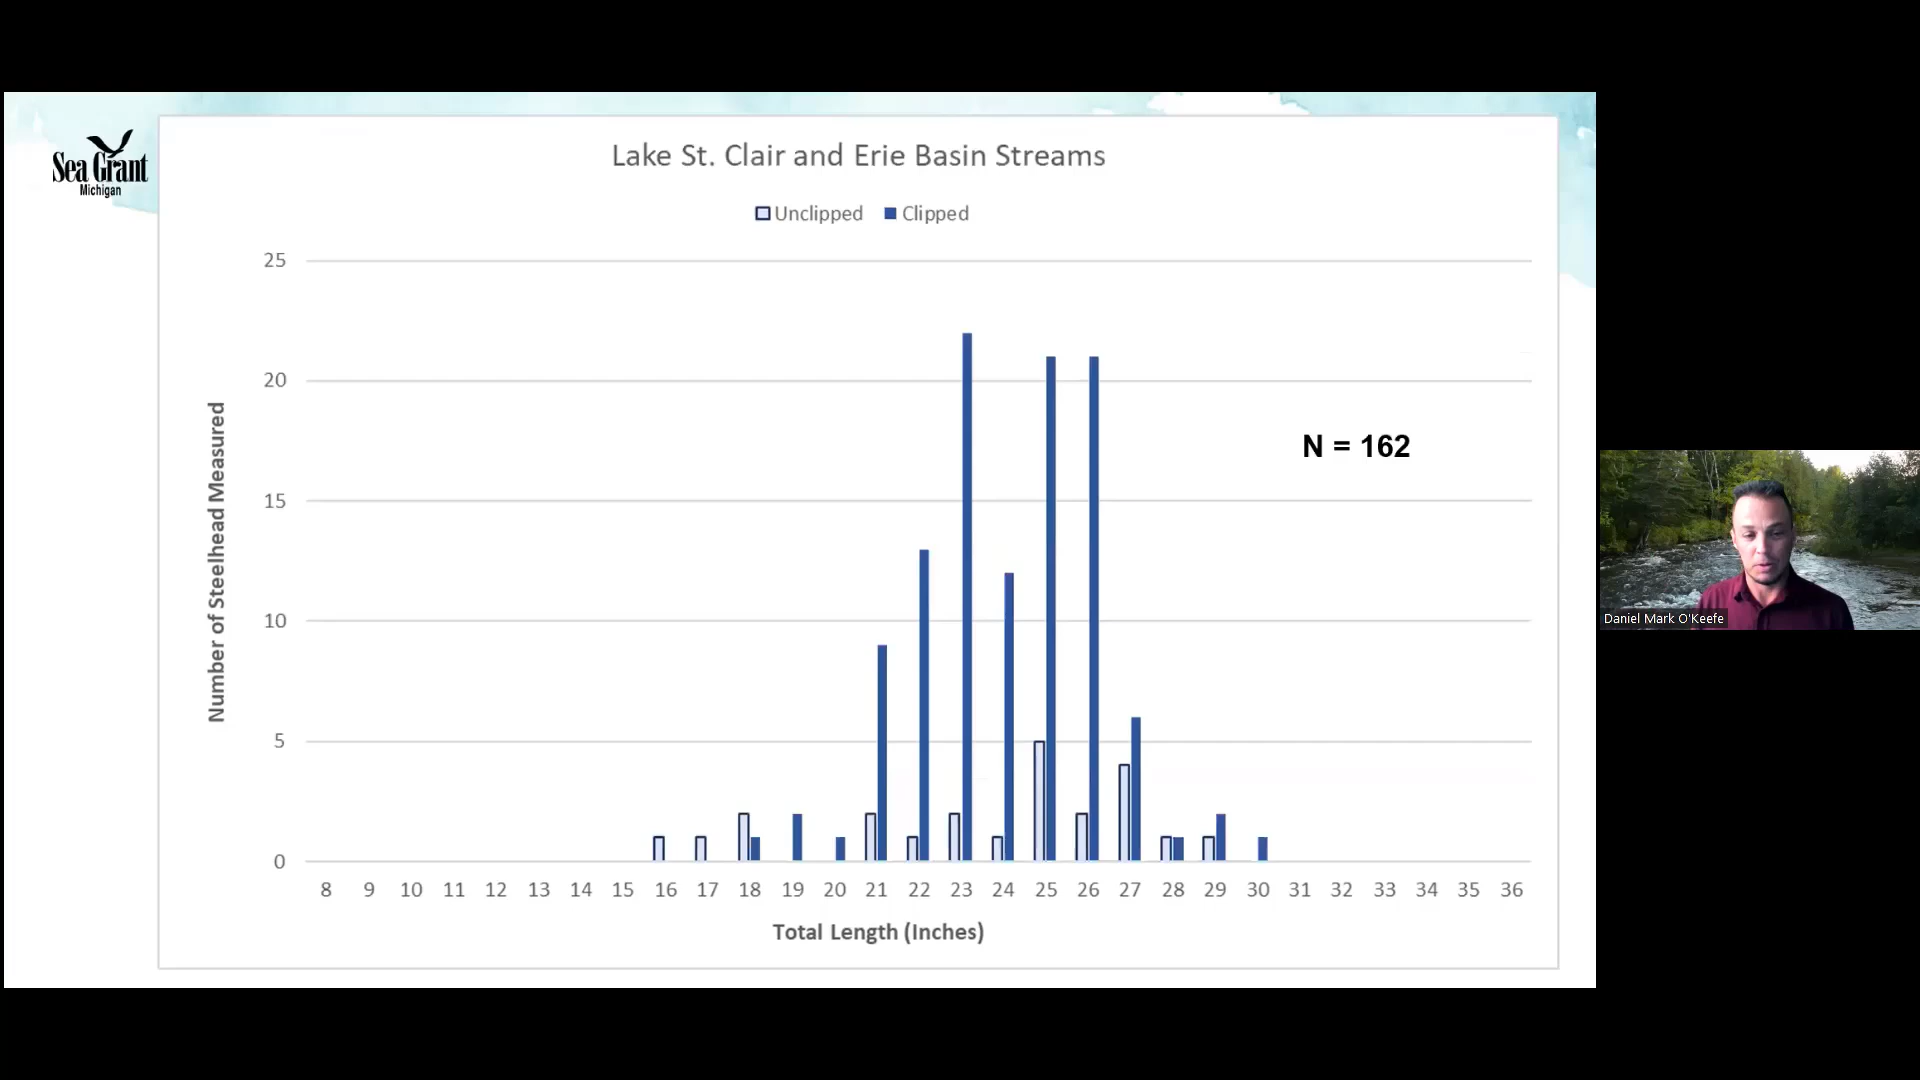 Sea Grant
Michigan
Lake St. Clair and Erie Basin Streams
Unclipped Clipped
25
20
15
10
5
0
Number of Steelhead Measured
N = 162
8 9 10 11 12 13 14 15 16 17 18 19 20 21 22 23 24 25 26 27 28 29 30 31 32 33 34 35 36
Total Length (Inches)
Daniel Mark O'Keefe